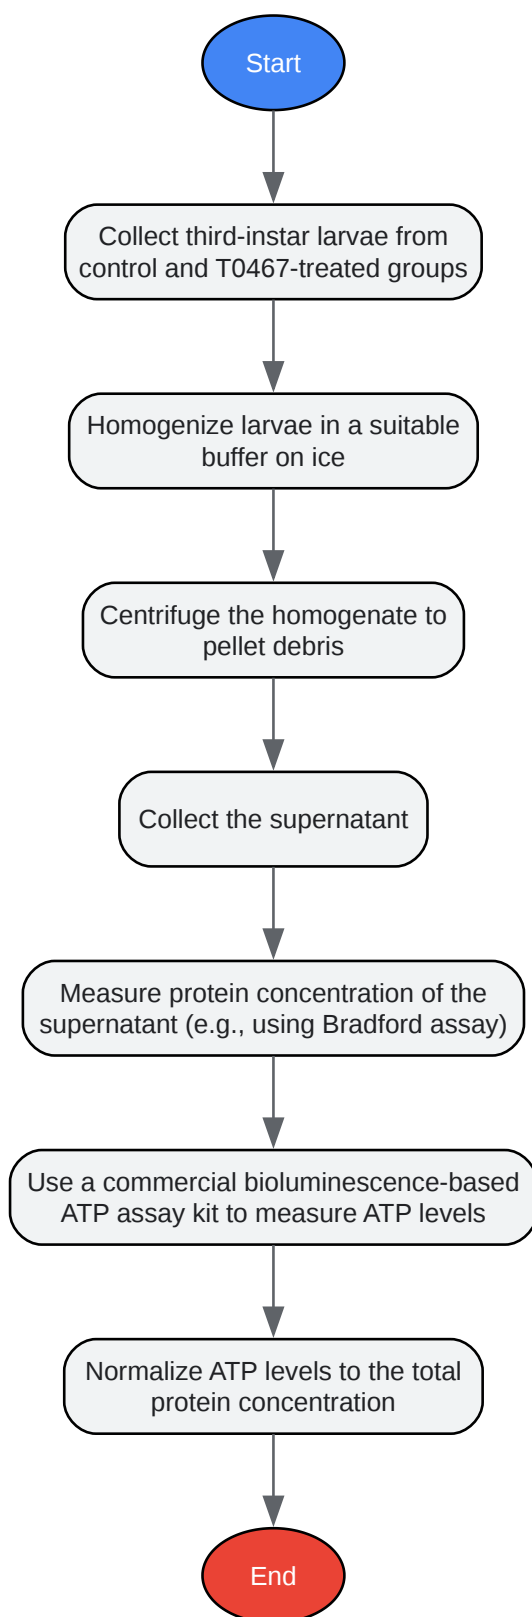 Start
Collect third-instar larvae from
control and T0467-treated groups
Homogenize larvae in a suitable
buffer on ice
Centrifuge the homogenate to
pellet debris
Collect the supernatant
Measure protein concentration of the
supernatant (e.g., using Bradford assay)
Use a commercial bioluminescence-based
ATP assay kit to measure ATP levels
Normalize ATP levels to the total
protein concentration
End